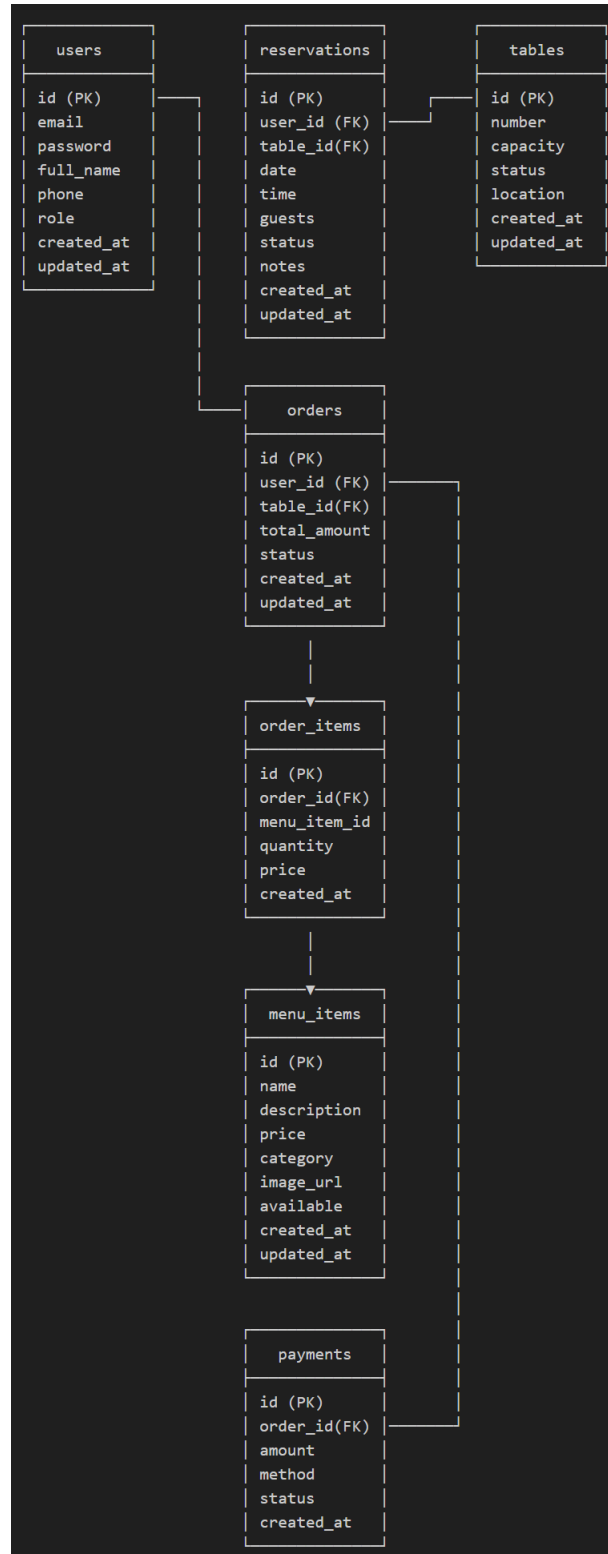 users
id (PK)
email
password
full_name
phone
role
created_at
updated_at
reservations
id (PK)
user_id (FK)
table_id(FK)
date
time
guests
status
notes
created_at
updated_at
tables
id (PK)
number
capacity
status
location
created_at
updated_at
orders
id (PK)
user_id (FK)
table_id(FK)
total_amount
status
created_at
updated_at
order_items
id (PK)
order_id(FK)
menu_item_id
quantity
price
created_at
menu_items
id (PK)
name
description
price
category
image_url
available
created_at
updated_at
payments
id (PK)
order_id(FK)
amount
method
status
created_at